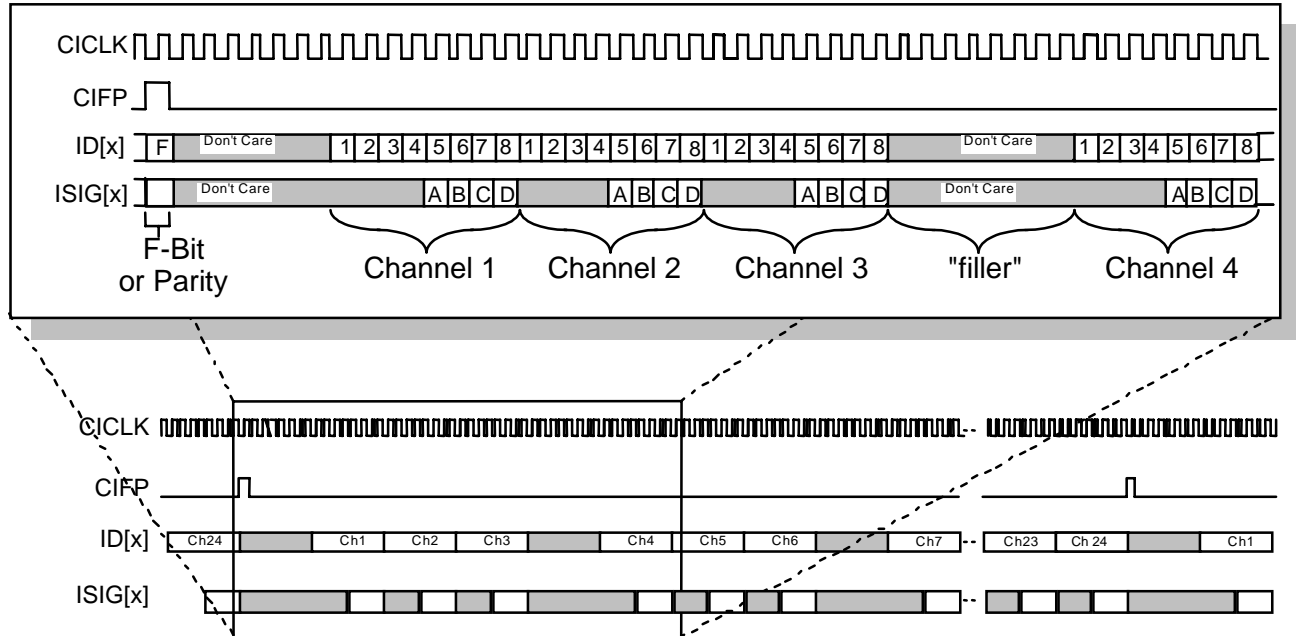 CICLK
CIFP
ID[x] F Don't Care 1 2 3 4 5 6 7 8 1 2 3 4 5 6 7 8 1 2 3 4 5 6 7 8 Don't Care 1 2 3 4 5 6 7 8
ISIG[x] Don't Care A B C D A B C D A B C D Don't Care A B C D
F-Bit
or Parity
Channel 1 Channel 2 Channel 3 "filler" Channel 4
CICLK
CIFP
ID[x] Ch24 Ch1 Ch2 Ch3 Ch4 Ch5 Ch6 Ch7 Ch23 Ch 24 Ch1
ISIG[x]